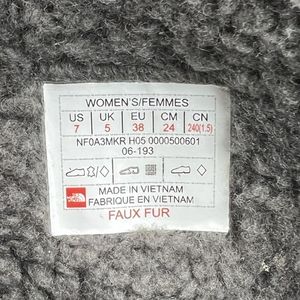 WOMEN'S/FEMMES
US UK EU CM CN
7 5 38 24 240(1.5)
NF0A3MKR H05 0000500601
06-193
MADE IN VIETNAM
FABRIQUE EN VIETNAM
FAUX FUR